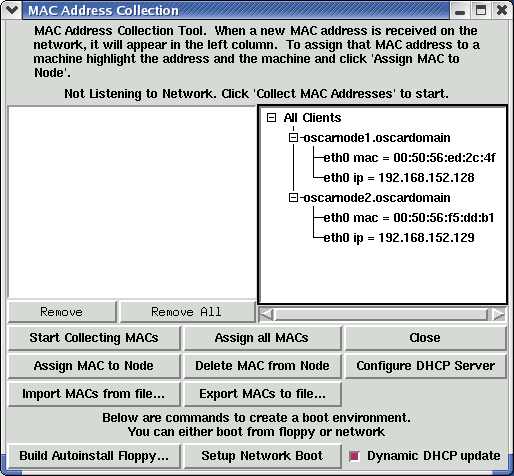 MAC Address Collection
MAC Address Collection Tool. When a new MAC address is received on the
network, it will appear in the left column. To assign that MAC address to a
machine highlight the address and the machine and click 'Assign MAC to
Node'.
Not Listening to Network. Click 'Collect MAC Addresses' to start.
All Clients
oscarnode1.oscardomain
eth0 mac = 00:50:56:ed:2c:4f
eth0 ip = 192.168.152.128
oscarnode2.oscardomain
eth0 mac = 00:50:56:f5:dd:b1
eth0 ip = 192.168.152.129
Remove
Remove All
Start Collecting MACs
Assign all MACs
Close
Assign MAC to Node
Delete MAC from Node
Configure DHCP Server
Import MACs from file...
Export MACs to file...
Below are commands to create a boot environment.
You can either boot from floppy or network
Build Autoinstall Floppy...
Setup Network Boot
Dynamic DHCP update